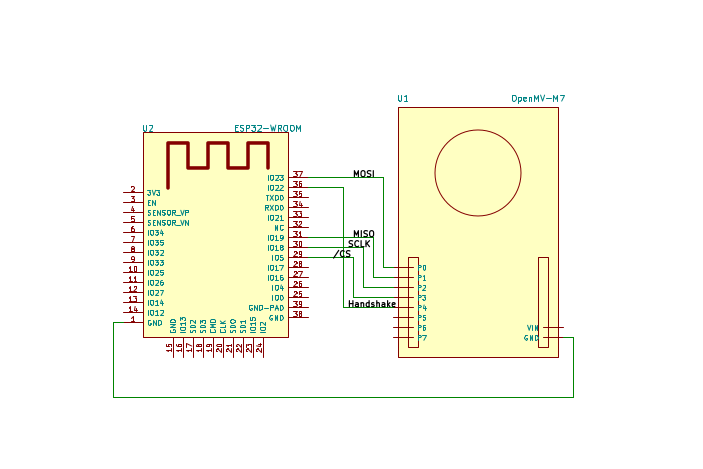 U1
OpenMV-M7
U2
ESP32-WROOM
37
IO23
MOSI
36
IO22
35
TXD0
34
RXD0
33
IO21
32
NC
31
IO19
MISO
30
IO18
SCLK
29
IO5
/CS
28
IO17
27
IO16
26
IO4
25
IO0
39
GND-PAD
38
GND
Handshake
2
3V3
3
EN
4
SENSOR_VP
5
SENSOR_VN
6
IO34
7
IO35
8
IO32
9
IO33
10
IO25
11
IO26
12
IO27
13
IO14
14
IO12
1
GND
GND
IO13
SD2
SD3
CMD
CLK
SD0
SD1
IO15
IO2
15
16
17
18
19
20
21
22
23
24
P0
P1
P2
P3
P4
P5
P6
P7
VIN
GND